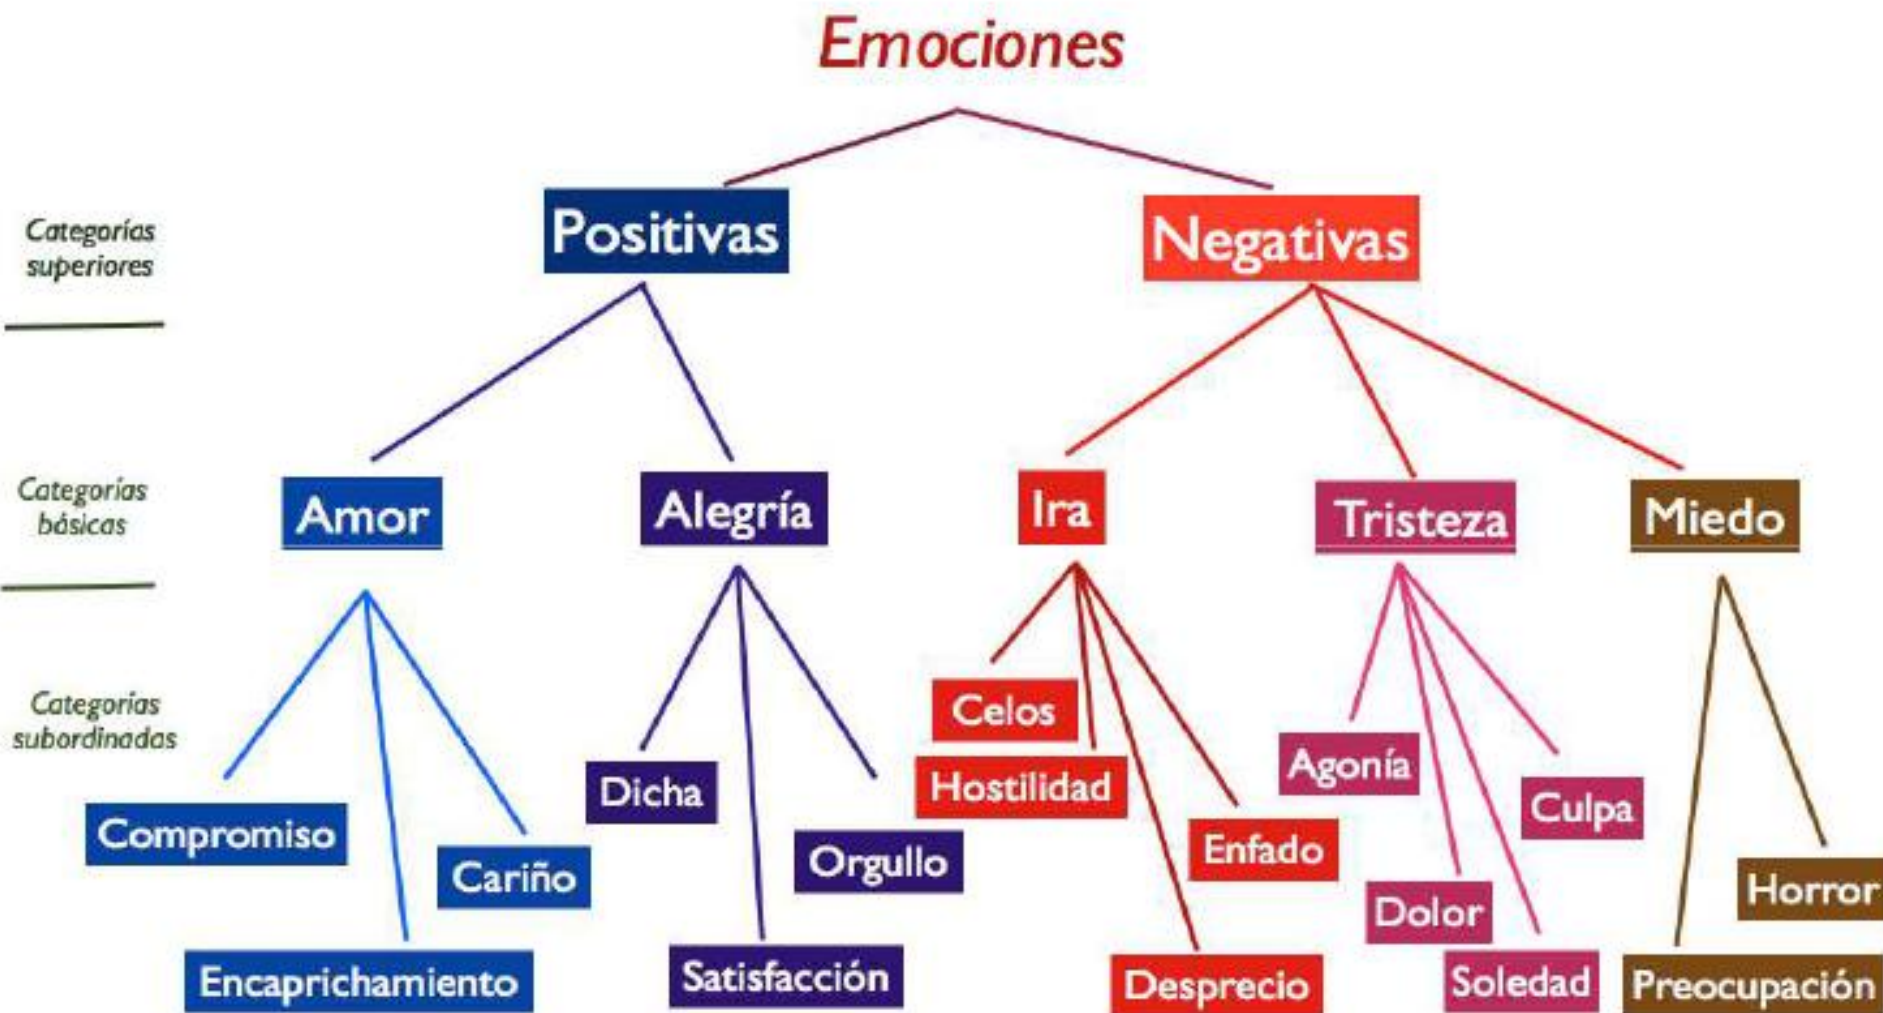 Emociones
Categorías
superiores
Positivas
Negativas
Categorías
básicas
Amor
Alegría
Ira
Tristeza
Miedo
Categorías
subordinadas
Celos
Agonía
Hostilidad
Dicha
Culpa
Compromiso
Enfado
Orgullo
Cariño
Horror
Dolor
Encaprichamiento
Satisfacción
Desprecio
Soledad
Preocupación